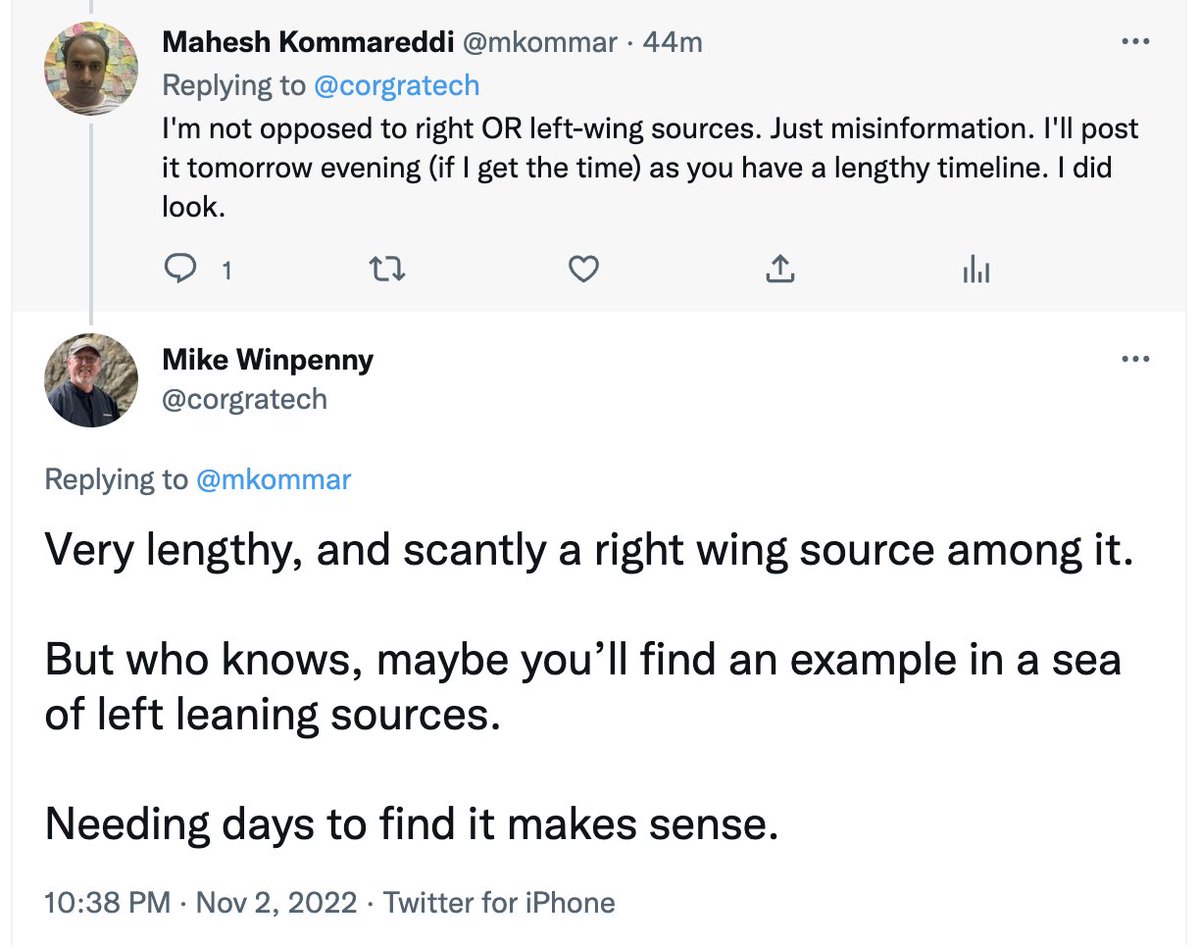 Mahesh Kommareddi @mkommar · 44m
Replying to @corgratech
I'm not opposed to right OR left-wing sources. Just misinformation. I'll post
it tomorrow evening (if I get the time) as you have a lengthy timeline. I did
look.
1
Mike Winpenny
@corgratech
Replying to @mkommar
Very lengthy, and scantly a right wing source among it.
But who knows, maybe you’ll find an example in a sea
of left leaning sources.
Needing days to find it makes sense.
10:38 PM · Nov 2, 2022 · Twitter for iPhone